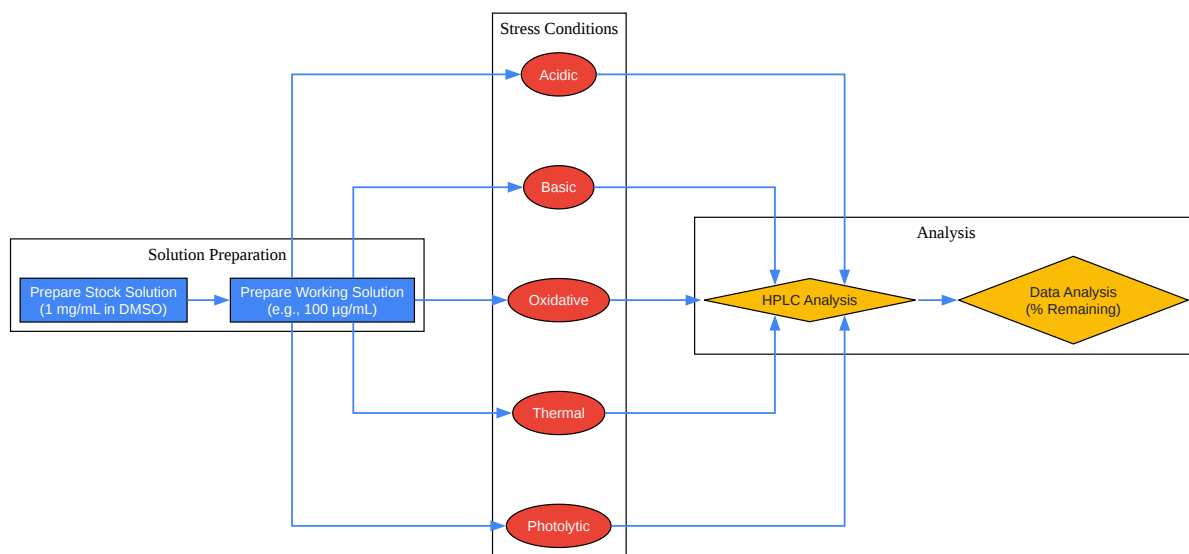 Stress Conditions
Acidic
Basic
Solution Preparation
Prepare Stock Solution
(1 mg/mL in DMSO)
Prepare Working Solution
(e.g., 100 µg/mL)
Oxidative
Thermal
Photolytic
Analysis
HPLC Analysis
Data Analysis
(% Remaining)